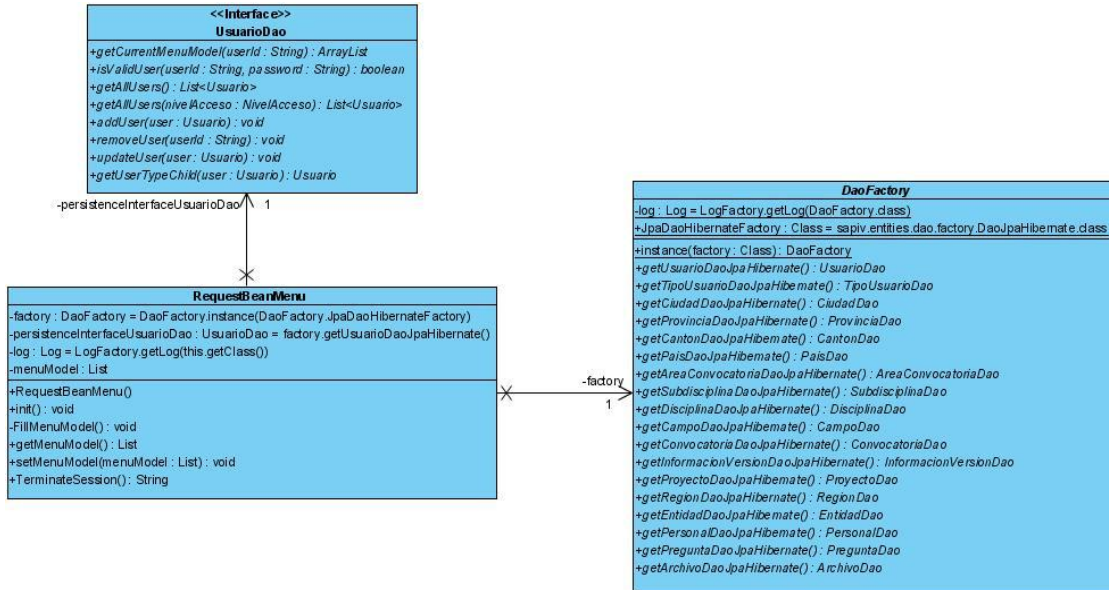 <<Interface>>
UsuarioDao
+getCurrentMenuModel(userId : String) : ArrayList
+isValidUser(userId : String, password : String) : boolean
+getAllUsers() : List<Usuario>
+getAllUsers(nivelAcceso : NivelAcceso) : List<Usuario>
+addUser(user : Usuario) : void
+removeUser(userId : String) : void
+updateUser(user : Usuario) : void
+getUserTypeChild(user : Usuario) : Usuario
-persistenceInterfaceUsuarioDao
1
RequestBeanMenu
-factory : DaoFactory = DaoFactory.instance(DaoFactory.JpaDaoHibernateFactory)
-persistenceInterfaceUsuarioDao : UsuarioDao = factory.getUsuarioDaoJpaHibernate()
-log : Log = LogFactory.getLog(this.getClass())
-menuModel : List
+RequestBeanMenu()
+init() : void
-FillMenuModel() : void
+getMenuModel() : List
+setMenuModel(menuModel : List) : void
+TerminateSession() : String
-factory
1
DaoFactory
-log : Log = LogFactory.getLog(DaoFactory.class)
+JpaDaoHibernateFactory : Class = sapiv.entities.dao.factory.DaoJpaHibernate.class
+instance(factory : Class) : DaoFactory
+getUsuarioDaoJpaHibernate() : UsuarioDao
+getTipoUsuarioDaoJpaHibernate() : TipoUsuarioDao
+getCiudadDaoJpaHibernate() : CiudadDao
+getProvinciaDaoJpaHibernate() : ProvinciaDao
+getCantonDaoJpaHibernate() : CantonDao
+getPaisDaoJpaHibernate() : PaisDao
+getAreaConvocatoriaDaoJpaHibernate() : AreaConvocatoriaDao
+getSubdisciplinaDaoJpaHibernate() : SubdisciplinaDao
+getDisciplinaDaoJpaHibernate() : DisciplinaDao
+getCampoDaoJpaHibernate() : CampoDao
+getConvocatoriaDaoJpaHibernate() : ConvocatoriaDao
+getInformacionVersionDaoJpaHibernate() : InformacionVersionDao
+getProyectoDaoJpaHibernate() : ProyectoDao
+getRegionDaoJpaHibernate() : RegionDao
+getEntidadDaoJpaHibernate() : EntidadDao
+getPersonalDaoJpaHibernate() : PersonalDao
+getPreguntaDaoJpaHibernate() : PreguntaDao
+getArchivoDaoJpaHibernate() : ArchivoDao